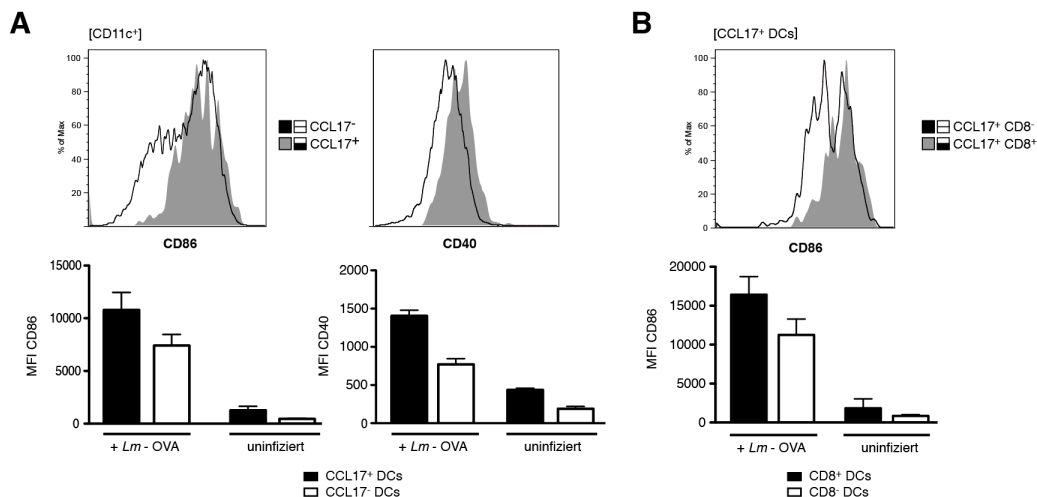 A
[CD11c+]
100
80
60
40
20
% of Max
CD86
CD40
CCL17-
CCL17+
15000
10000
5000
0
MFI CD86
+ Lm - OVA
uninfiziert
2000
1500
1000
500
0
MFI CD40
+ Lm - OVA
uninfiziert
CCL17+ DCs
CCL17- DCs
B
[CCL17+ DCs]
100
80
60
40
20
0
% of Max
CD86
CCL17+ CD8-
CCL17+ CD8+
20000
15000
10000
5000
0
MFI CD86
+ Lm - OVA
uninfiziert
CD8+ DCs
CD8- DCs